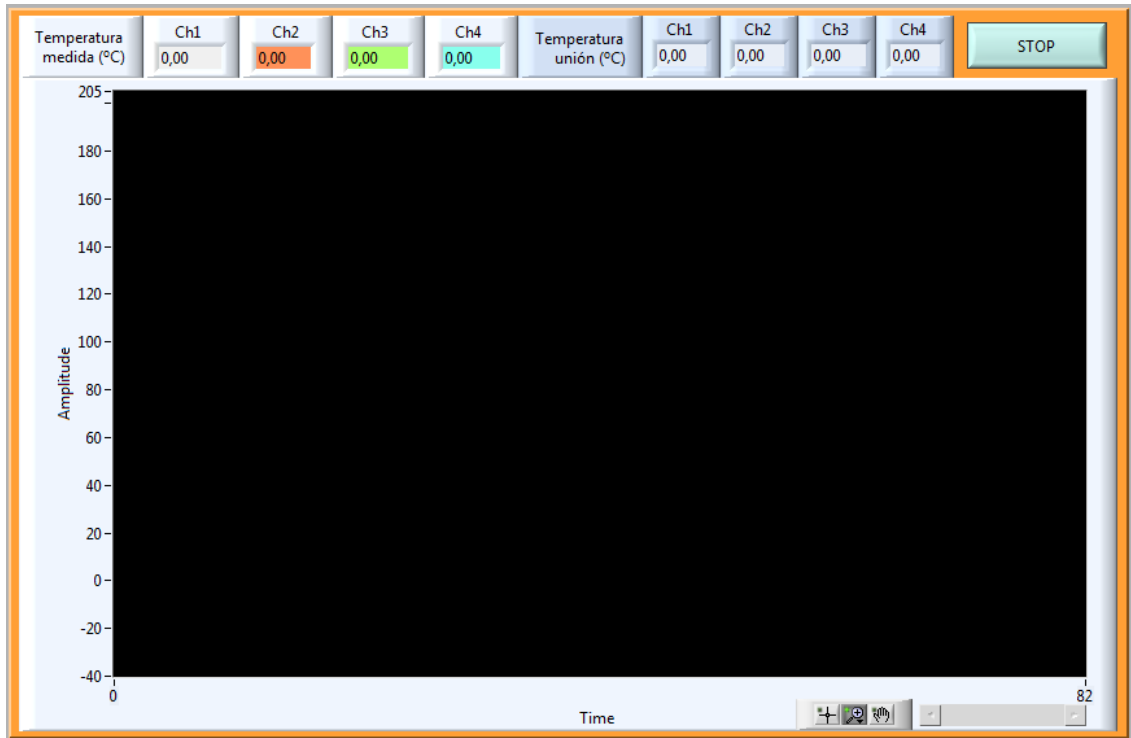 Temperatura
medida (ºC)
Ch1
0,00
Ch2
0,00
Ch3
0,00
Ch4
0,00
Temperatura
unión (ºC)
Ch1
0,00
Ch2
0,00
Ch3
0,00
Ch4
0,00
STOP
205
180
160
140
120
100
80
60
40
20
0
-20
-40
Amplitude
0
82
Time